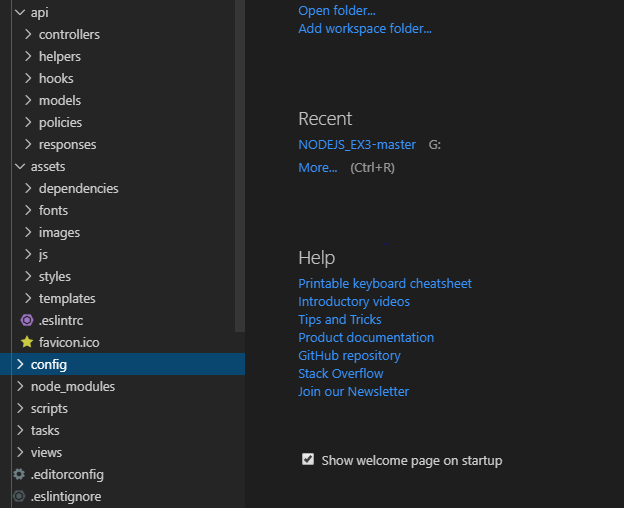 api
controllers
helpers
hooks
models
policies
responses
assets
dependencies
fonts
images
js
styles
templates
.eslintrc
favicon.ico
config
node_modules
scripts
tasks
views
.editorconfig
.eslintignore
Open folder...
Add workspace folder...
Recent
NODEJS_EX3-master G:
More... (Ctrl+R)
Help
Printable keyboard cheatsheet
Introductory videos
Tips and Tricks
Product documentation
GitHub repository
Stack Overflow
Join our Newsletter
Show welcome page on startup